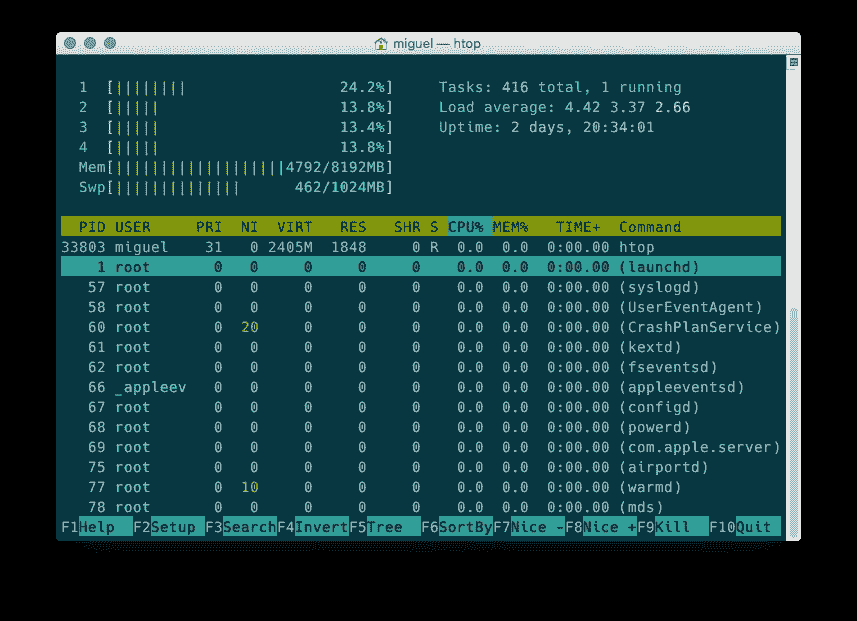 miguel — htop
1 [|||||||| 24.2%] Tasks: 416 total, 1 running
2 [||||| 13.8%] Load average: 4.42 3.37 2.66
3 [||||| 13.4%] Uptime: 2 days, 20:34:01
4 [||||| 13.8%]
Mem[|||||||||||||||||||4792/8192MB]
Swp[|||||||||||||| 462/1024MB]
PID USER PRI NI VIRT RES SHR S CPU% MEM% TIME+ Command
33803 miguel 31 0 2405M 1848 0 R 0.0 0.0 0:00.00 htop
1 root 0 0 0 0 0 0.0 0.0 0:00.00 (launchd)
57 root 0 0 0 0 0 0.0 0.0 0:00.00 (syslogd)
58 root 0 0 0 0 0 0.0 0.0 0:00.00 (UserEventAgent)
60 root 0 20 0 0 0 0.0 0.0 0:00.00 (CrashPlanService)
61 root 0 0 0 0 0 0.0 0.0 0:00.00 (kextd)
62 root 0 0 0 0 0 0.0 0.0 0:00.00 (fseventsd)
66 _appleev 0 0 0 0 0 0.0 0.0 0:00.00 (appleeventsd)
67 root 0 0 0 0 0 0.0 0.0 0:00.00 (configd)
68 root 0 0 0 0 0 0.0 0.0 0:00.00 (powerd)
69 root 0 0 0 0 0 0.0 0.0 0:00.00 (com.apple.server)
75 root 0 0 0 0 0 0.0 0.0 0:00.00 (airportd)
77 root 0 10 0 0 0 0.0 0.0 0:00.00 (warmd)
78 root 0 0 0 0 0 0.0 0.0 0:00.00 (mds)
F1Help F2Setup F3SearchF4InvertF5Tree F6SortByF7Nice -F8Nice +F9Kill F10Quit